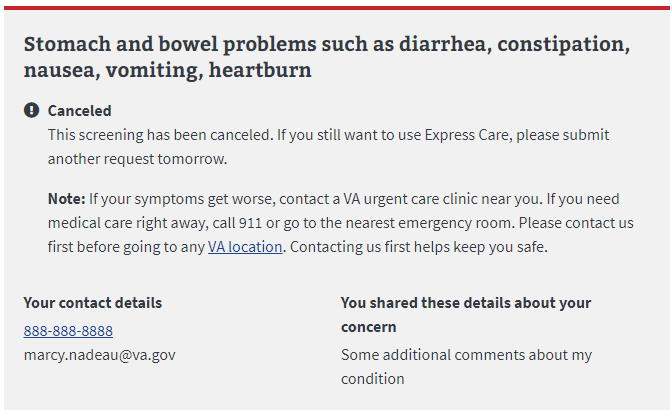 Stomach and bowel problems such as diarrhea, constipation,
nausea, vomiting, heartburn
Canceled
This screening has been canceled. If you still want to use Express Care, please submit
another request tomorrow.
Note: If your symptoms get worse, contact a VA urgent care clinic near you. If you need
medical care right away, call 911 or go to the nearest emergency room. Please contact us
first before going to any VA location. Contacting us first helps keep you safe.
Your contact details
888-888-8888
marcy.nadeau@va.gov
You shared these details about your
concern
Some additional comments about my
condition